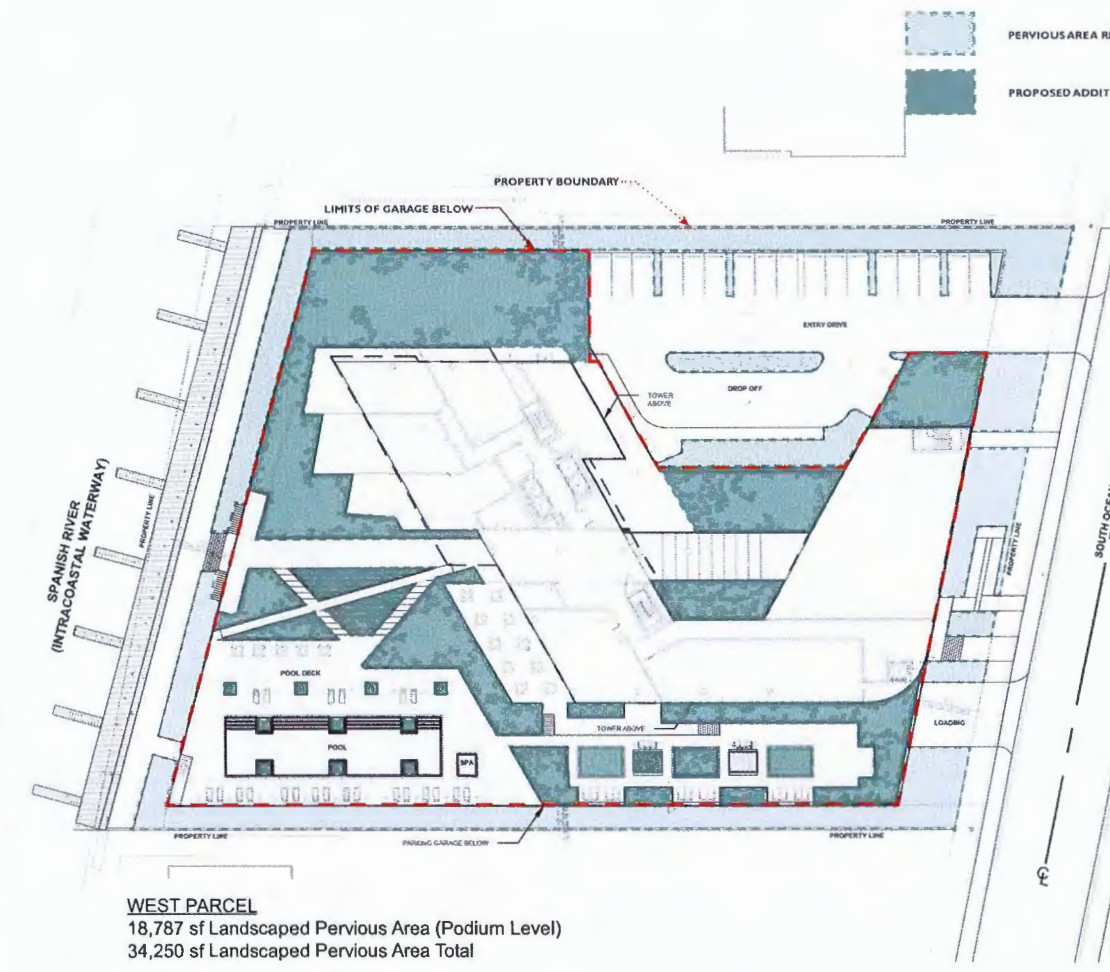 PERVIOUS AREA
PROPOSED ADDIT
PROPERTY BOUNDARY
LIMITS OF GARAGE BELOW
PROPERTY LINE
PROPERTY LINE
ENTRY DRIVE
DROP OFF
TOWER
ABOVE
SPANISH RIVER
(INTRACOASTAL WATERWAY)
PROPERTY LINE
PROPERTY LINE
SOUTH OCEAN
POOL DECK
POOL
SPA
TOWER ABOVE
LOADING
PROPERTY LINE
PARKING GARAGE BELOW
PROPERTY LINE
WEST PARCEL
18,787 sf Landscaped Pervious Area (Podium Level)
34,250 sf Landscaped Pervious Area Total